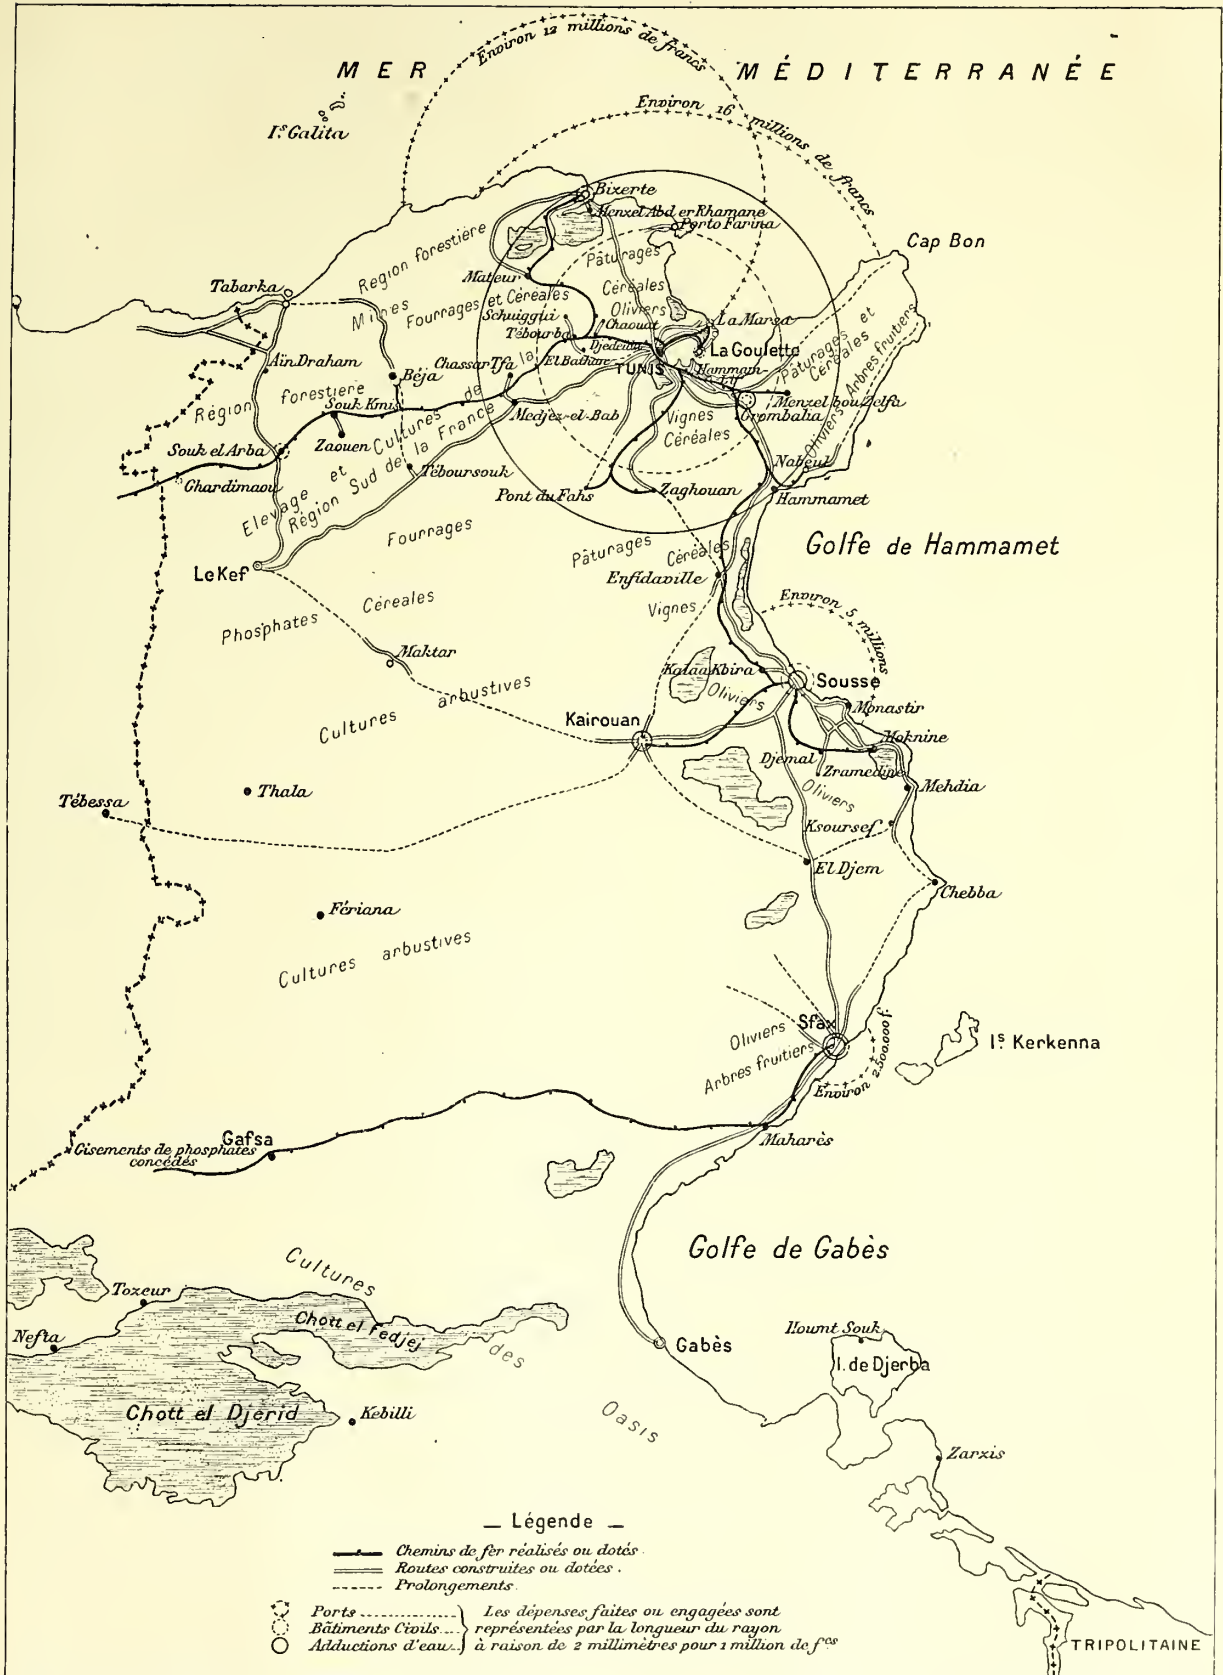 Environ 12 millions de francs
MER MÉDITERRANÉE
Environ 16 millions de francs
Iˢ Galita
Bizerte
Menzel Abd er Rhamane
Porto Farina
Cap Bon
Région forestière
Pâturages
Mateur
Tabarka
Mines
Fourrages et Céréales
Céréales
Oliviers
Schuiggui
Chaouat
La Marsa
Tébourba
Djedeida
La Goulette
Aïn Draham
Chassar Tfa
El Bathan
TUNIS
Hammam-Lif
Pâturages et Céréales
Arbres fruitiers
Oliviers
Béja
Menzel bou Zelfa
Région forestière
Souk Kmis
Medjez-el-Bab
Grombalia
Vignes
Céréales
Zaouen
Elevage et Cultures de la
Région Sud de la France
Souk el Arba
Téboursouk
Nabeul
Ghardimaou
Pont du Fahs
Zaghouan
Hammamet
Fourrages
Pâturages
Céréales
Golfe de Hammamet
Le Kef
Enfidaville
Environ 5 millions
Céreales
Vignes
Phosphates
Maktar
Kalaa Kbira
Sousse
Oliviers
Cultures arbustives
Monastir
Kairouan
Moknine
Djemal
Zramedine
Thala
Oliviers
Mehdia
Tébessa
Ksoursef
El Djem
Chebba
Fériana
Cultures arbustives
Sfax
Oliviers
Arbres fruitiers
Iˢ Kerkenna
Environ 2.500.000 f.
Gafsa
Maharès
Gisements de phosphates
concédés
Golfe de Gabès
Cultures des Oasis
Tozeur
Chott el Fedjej
Nefta
Gabès
Houmt Souk
I. de Djerba
Chott el Djerid
Kebilli
Zarzis
Légende
Chemins de fer réalisés ou dotés.
Routes construites ou dotées.
Prolongements.
Ports Les dépenses faites ou engagées sont
Bâtiments Civils représentées par la longueur du rayon
Adductions d'eau à raison de 2 millimètres pour 1 million de fᶜˢ
TRIPOLITAINE